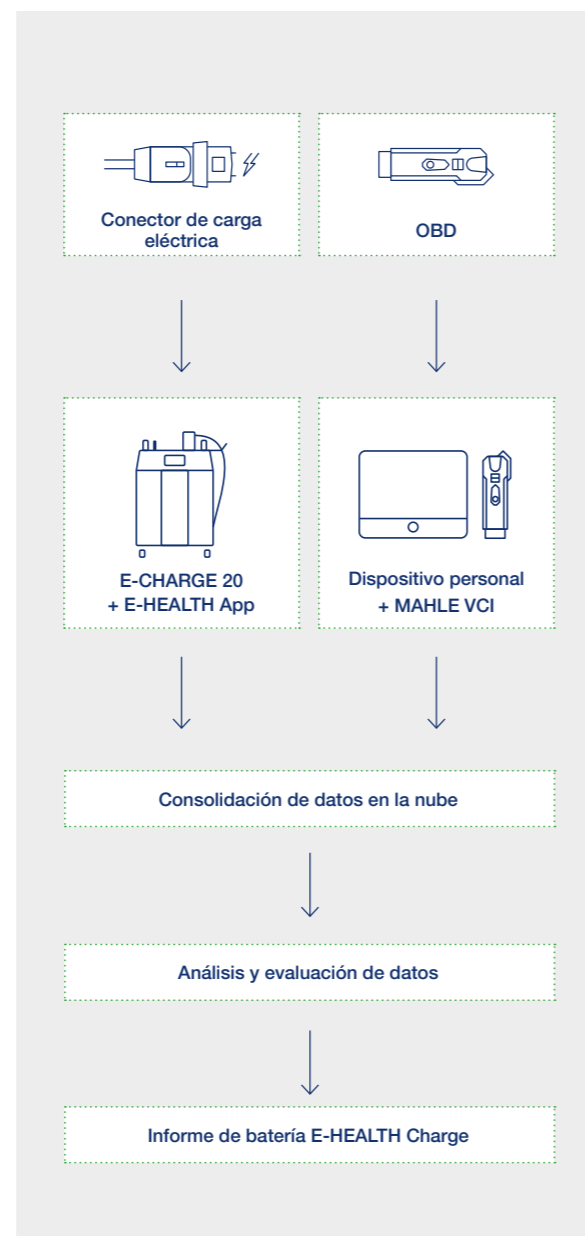 Conector de carga
eléctrica
OBD
E-CHARGE 20
+ E-HEALTH App
Dispositivo personal
+ MAHLE VCI
Consolidación de datos en la nube
Análisis y evaluación de datos
Informe de batería E-HEALTH Charge